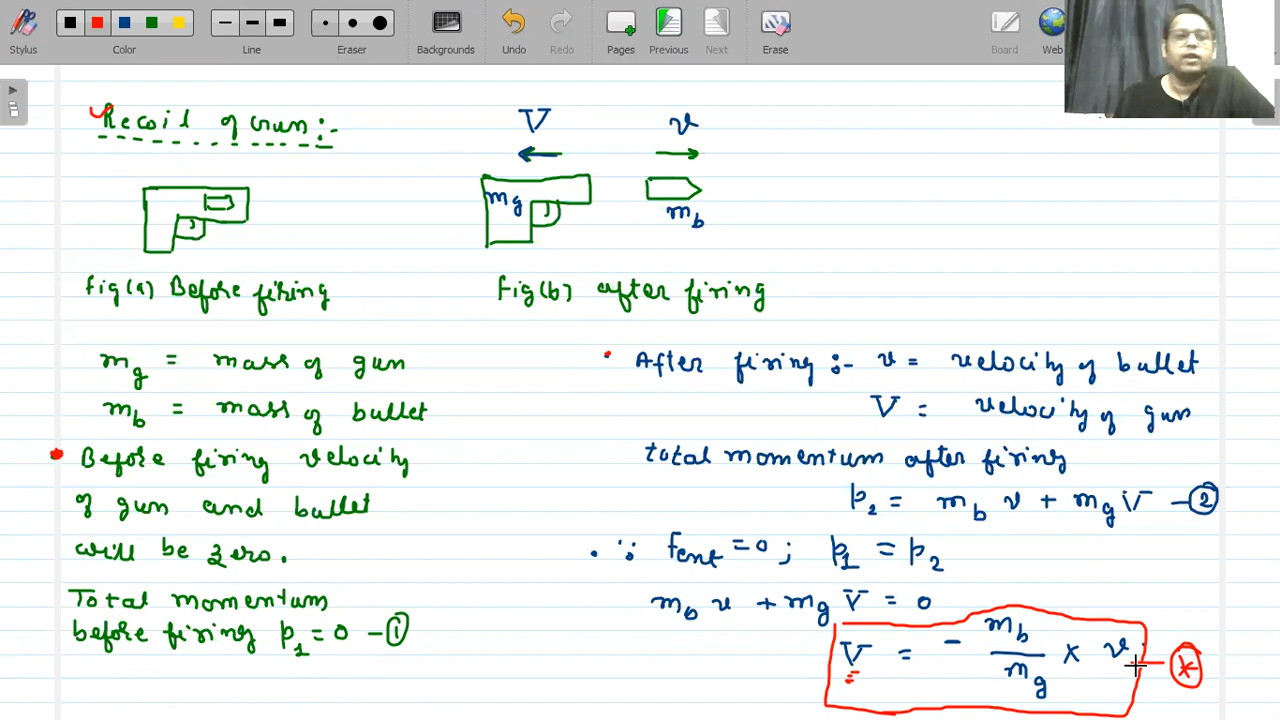 Stylus
Color
Line
Eraser
Backgrounds
Undo
Redo
Pages
Previous
Next
Erase
Board
Web
Recoil of Gun:-
V
v
mg
mb
Fig(a) Before firing
Fig(b) after firing
mg = mass of gun
mb = mass of bullet
• Before firing velocity
of gun and bullet
will be zero.
Total momentum
before firing p₁ = 0 - ①
• After firing :- v = velocity of bullet
V = velocity of gun
total momentum after firing
p₂ = mb v + mg V - ②
• ∵ Fext = 0 ; p₁ = p₂
mb v + mg V = 0
V = - mb/mg × v - *